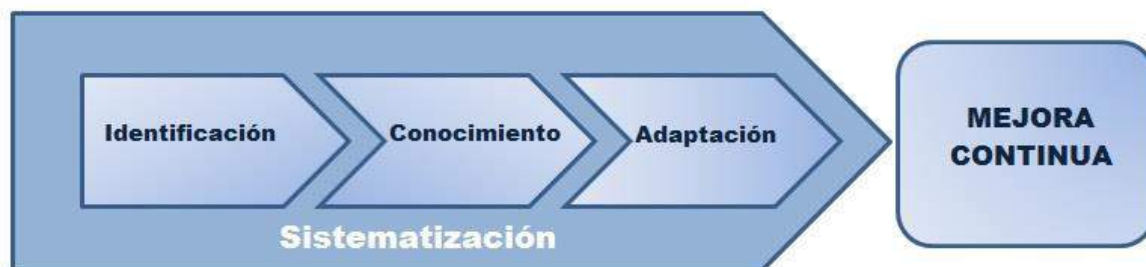 Identificación
Conocimiento
Adaptación
Sistematización
MEJORA
CONTINUA